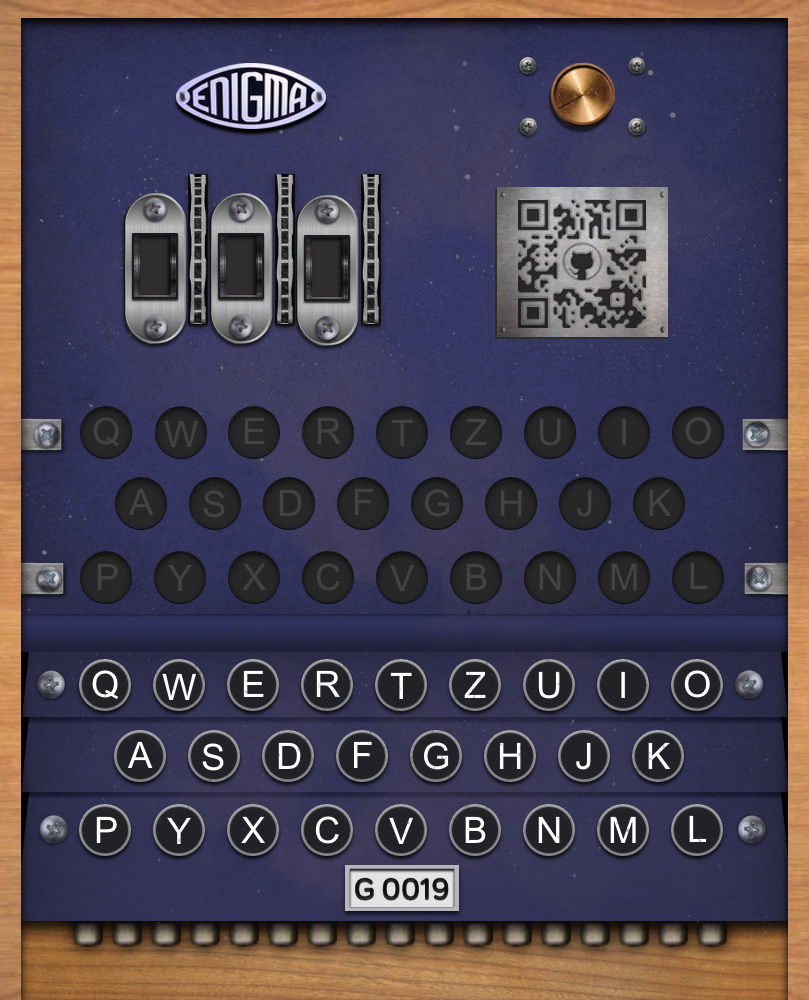 ENIGMA
Q W E R T Z U I O
A S D F G H J K
P Y X C V B N M L
Q W E R T Z U I O
A S D F G H J K
P Y X C V B N M L
G 0019